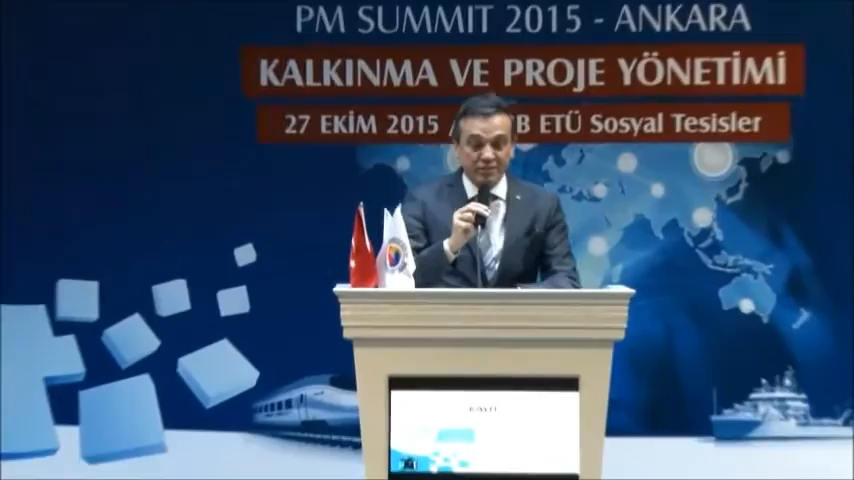 PM SUMMIT 2015 - ANKARA
KALKINMA VE PROJE YÖNETİMİ
27 EKİM 2015 B ETÜ SOSyal TESisler